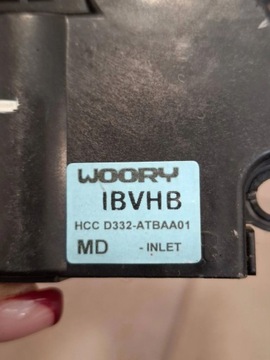 WOORY
IBVHB
HCC D332-ATBAA01
MD - INLET